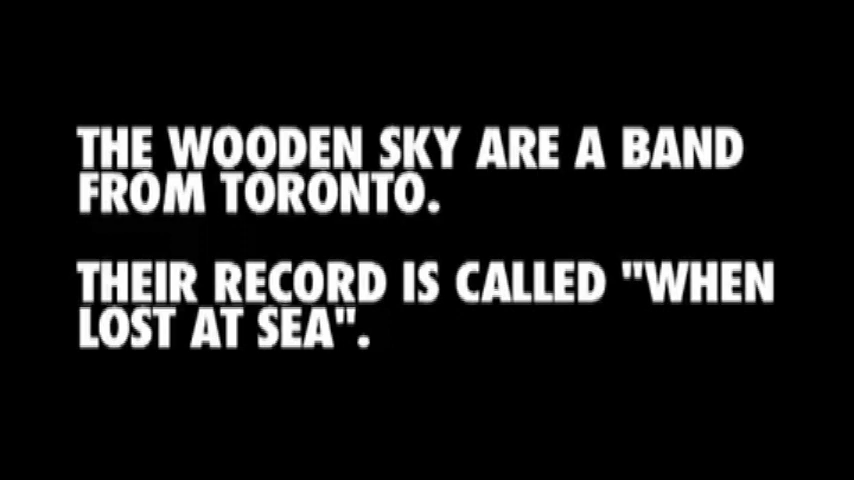 THE WOODEN SKY ARE A BAND
FROM TORONTO.
THEIR RECORD IS CALLED "WHEN
LOST AT SEA".